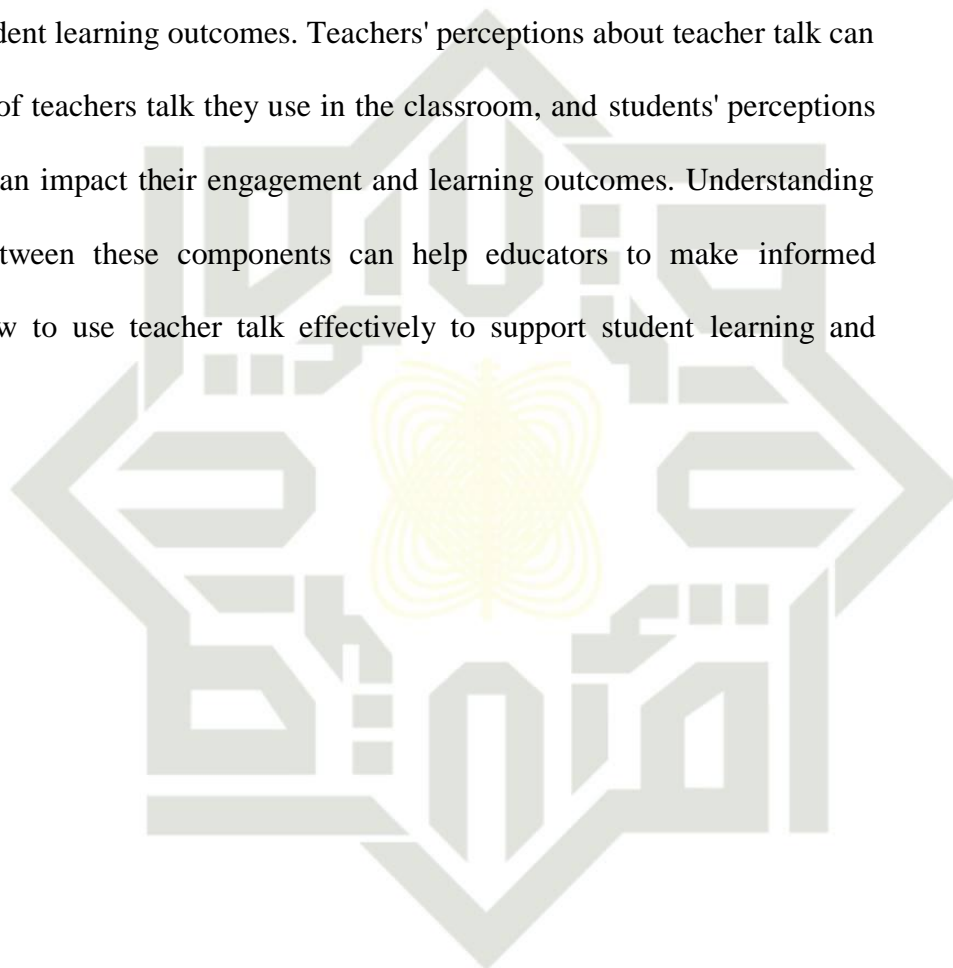 dent learning outcomes. Teachers' perceptions about teacher talk can
of teachers talk they use in the classroom, and students' perceptions
an impact their engagement and learning outcomes. Understanding
tween these components can help educators to make informed
w to use teacher talk effectively to support student learning and